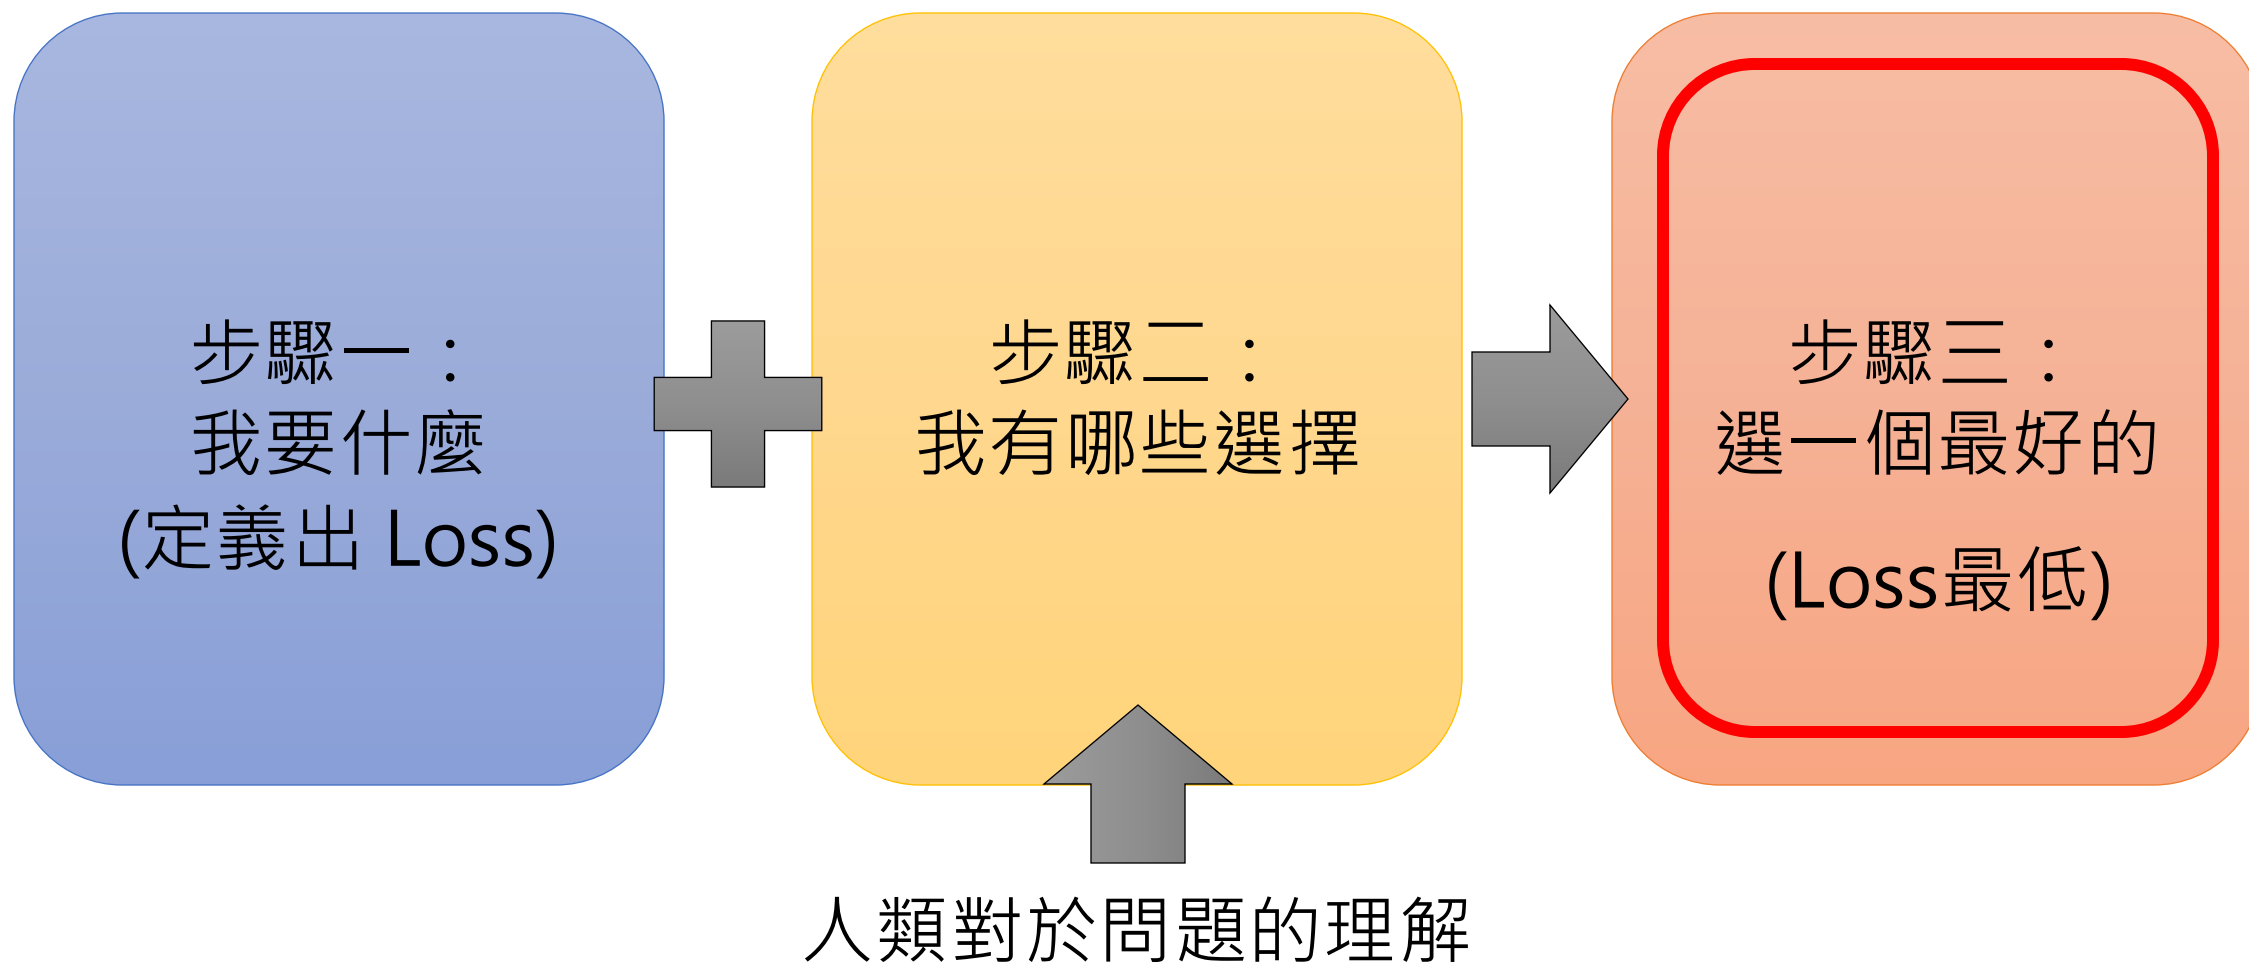 步驟一：
我要什麼
(定義出 Loss)
步驟二：
我有哪些選擇
步驟三：
選一個最好的
(Loss最低)
人類對於問題的理解